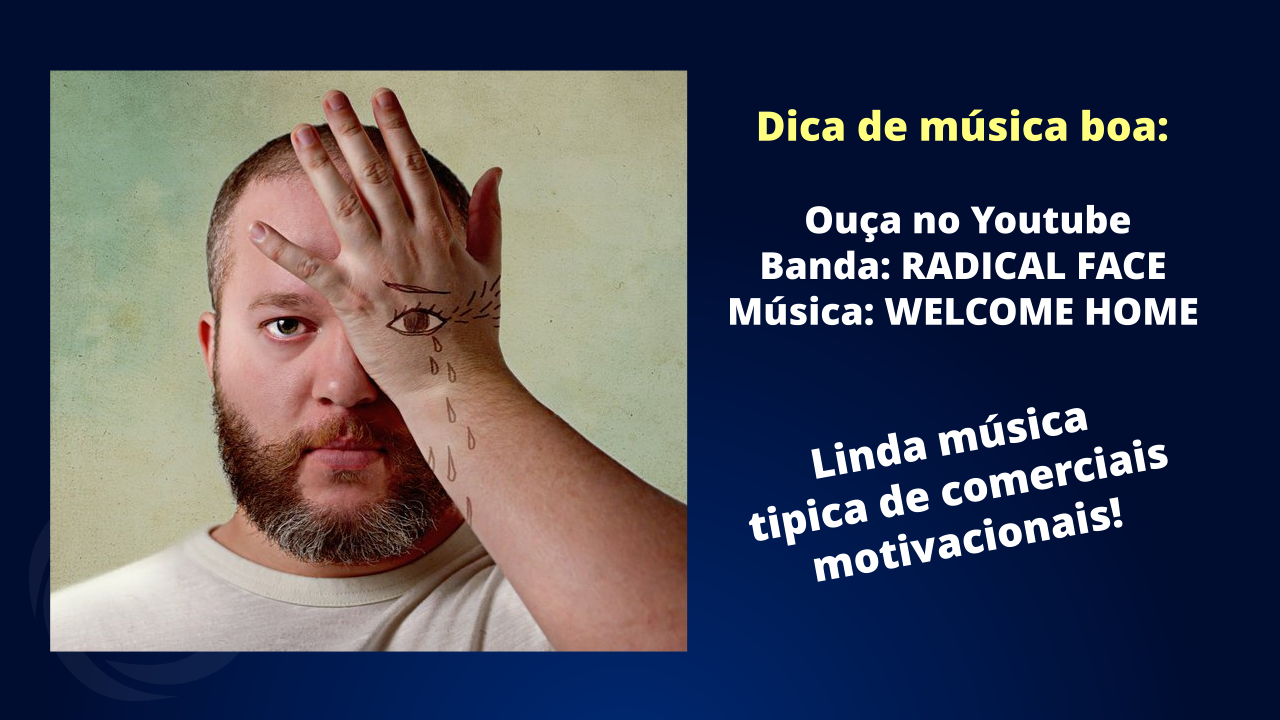 Dica de música boa:
Ouça no Youtube
Banda: RADICAL FACE
Música: WELCOME HOME
Linda música
tipica de comerciais
motivacionais!